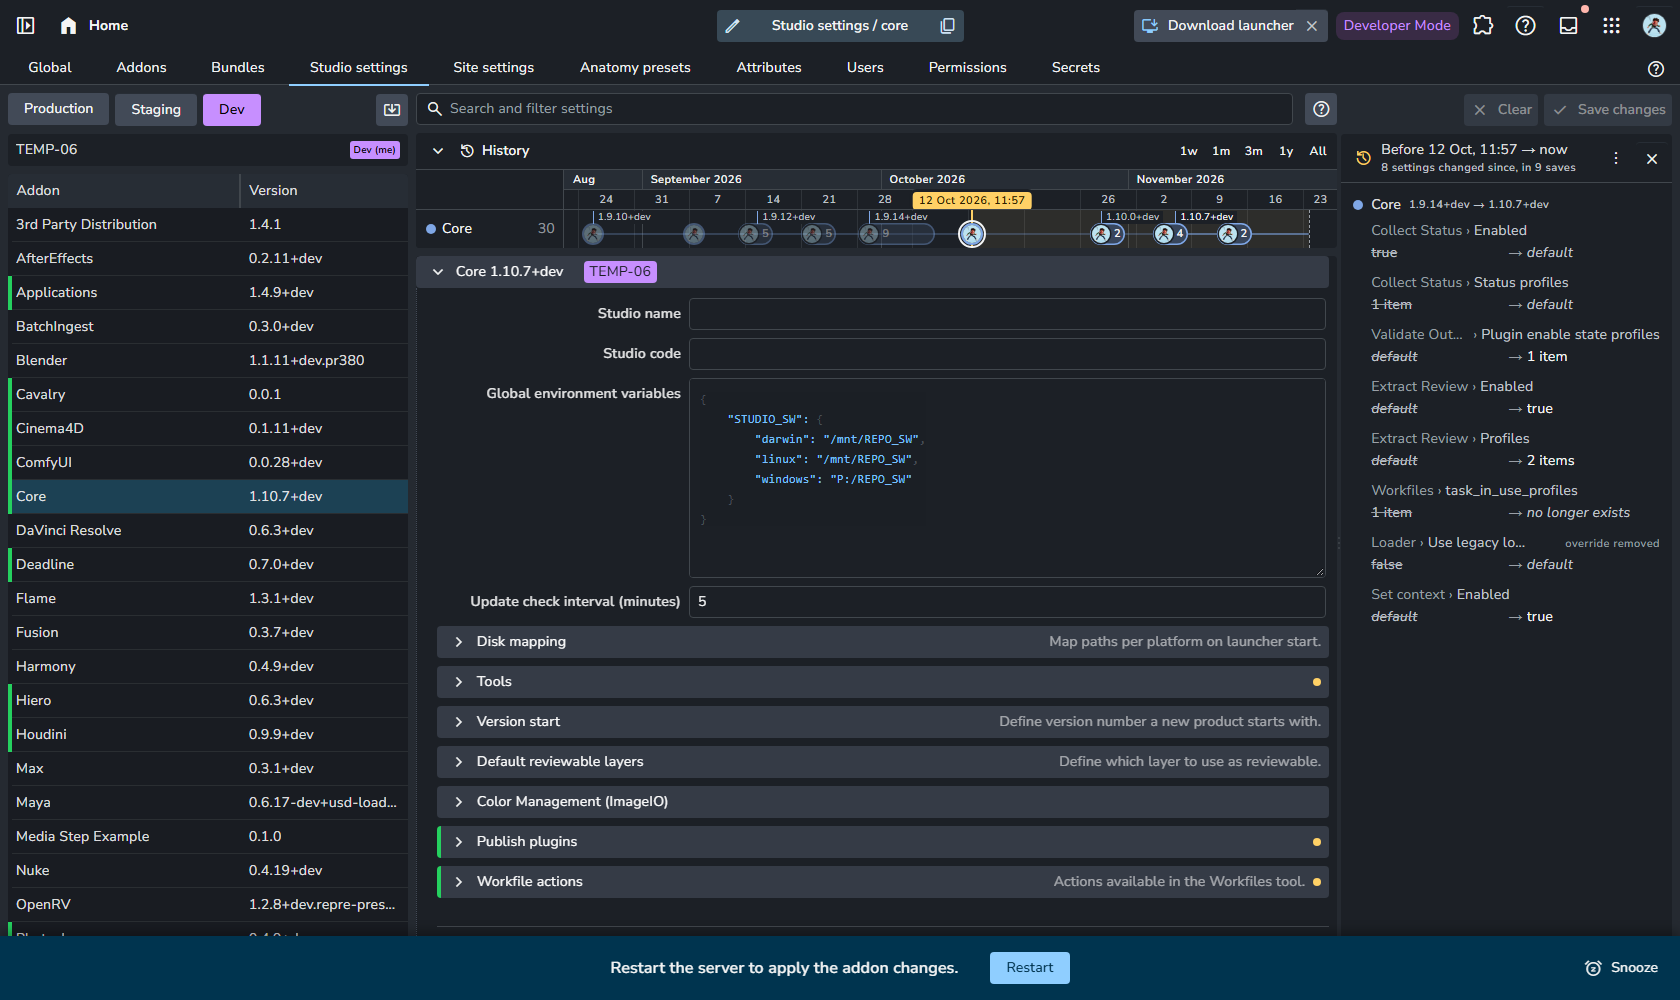 Home
Studio settings / core
Download launcher
Developer Mode
Global
Addons
Bundles
Studio settings
Site settings
Anatomy presets
Attributes
Users
Permissions
Secrets
Production
Staging
Dev
Search and filter settings
Clear
Save changes
TEMP-06
Dev (me)
Addon
Version
3rd Party Distribution
1.4.1
AfterEffects
0.2.11+dev
Applications
1.4.9+dev
BatchIngest
0.3.0+dev
Blender
1.1.11+dev.pr380
Cavalry
0.0.1
Cinema4D
0.1.11+dev
ComfyUI
0.0.28+dev
Core
1.10.7+dev
DaVinci Resolve
0.6.3+dev
Deadline
0.7.0+dev
Flame
1.3.1+dev
Fusion
0.3.7+dev
Harmony
0.4.9+dev
Hiero
0.6.3+dev
Houdini
0.9.9+dev
Max
0.3.1+dev
Maya
0.6.17-dev+usd-load...
Media Step Example
0.1.0
Nuke
0.4.19+dev
OpenRV
1.2.8+dev.repre-pres...
History
1w
1m
3m
1y
All
Aug
September 2026
October 2026
November 2026
24
31
7
14
21
28
12 Oct 2026, 11:57
26
2
9
16
23
Core
30
1.9.10+dev
1.9.12+dev
1.9.14+dev
1.10.0+dev
1.10.7+dev
5
5
9
2
4
2
Core 1.10.7+dev
TEMP-06
Studio name
Studio code
Global environment variables
{
"STUDIO_SW": {
"darwin": "/mnt/REPO_SW",
"linux": "/mnt/REPO_SW",
"windows": "P:/REPO_SW"
}
}
Update check interval (minutes)
5
Disk mapping
Map paths per platform on launcher start.
Tools
Version start
Define version number a new product starts with.
Default reviewable layers
Define which layer to use as reviewable.
Color Management (ImageIO)
Publish plugins
Workfile actions
Actions available in the Workfiles tool.
Before 12 Oct, 11:57 → now
8 settings changed since, in 9 saves
Core 1.9.14+dev → 1.10.7+dev
Collect Status › Enabled
true → default
Collect Status › Status profiles
1 item → default
Validate Out... › Plugin enable state profiles
default → 1 item
Extract Review › Enabled
default → true
Extract Review › Profiles
default → 2 items
Workfiles › task_in_use_profiles
1 item → no longer exists
Loader › Use legacy lo... override removed
false → default
Set context › Enabled
default → true
Restart the server to apply the addon changes.
Restart
Snooze